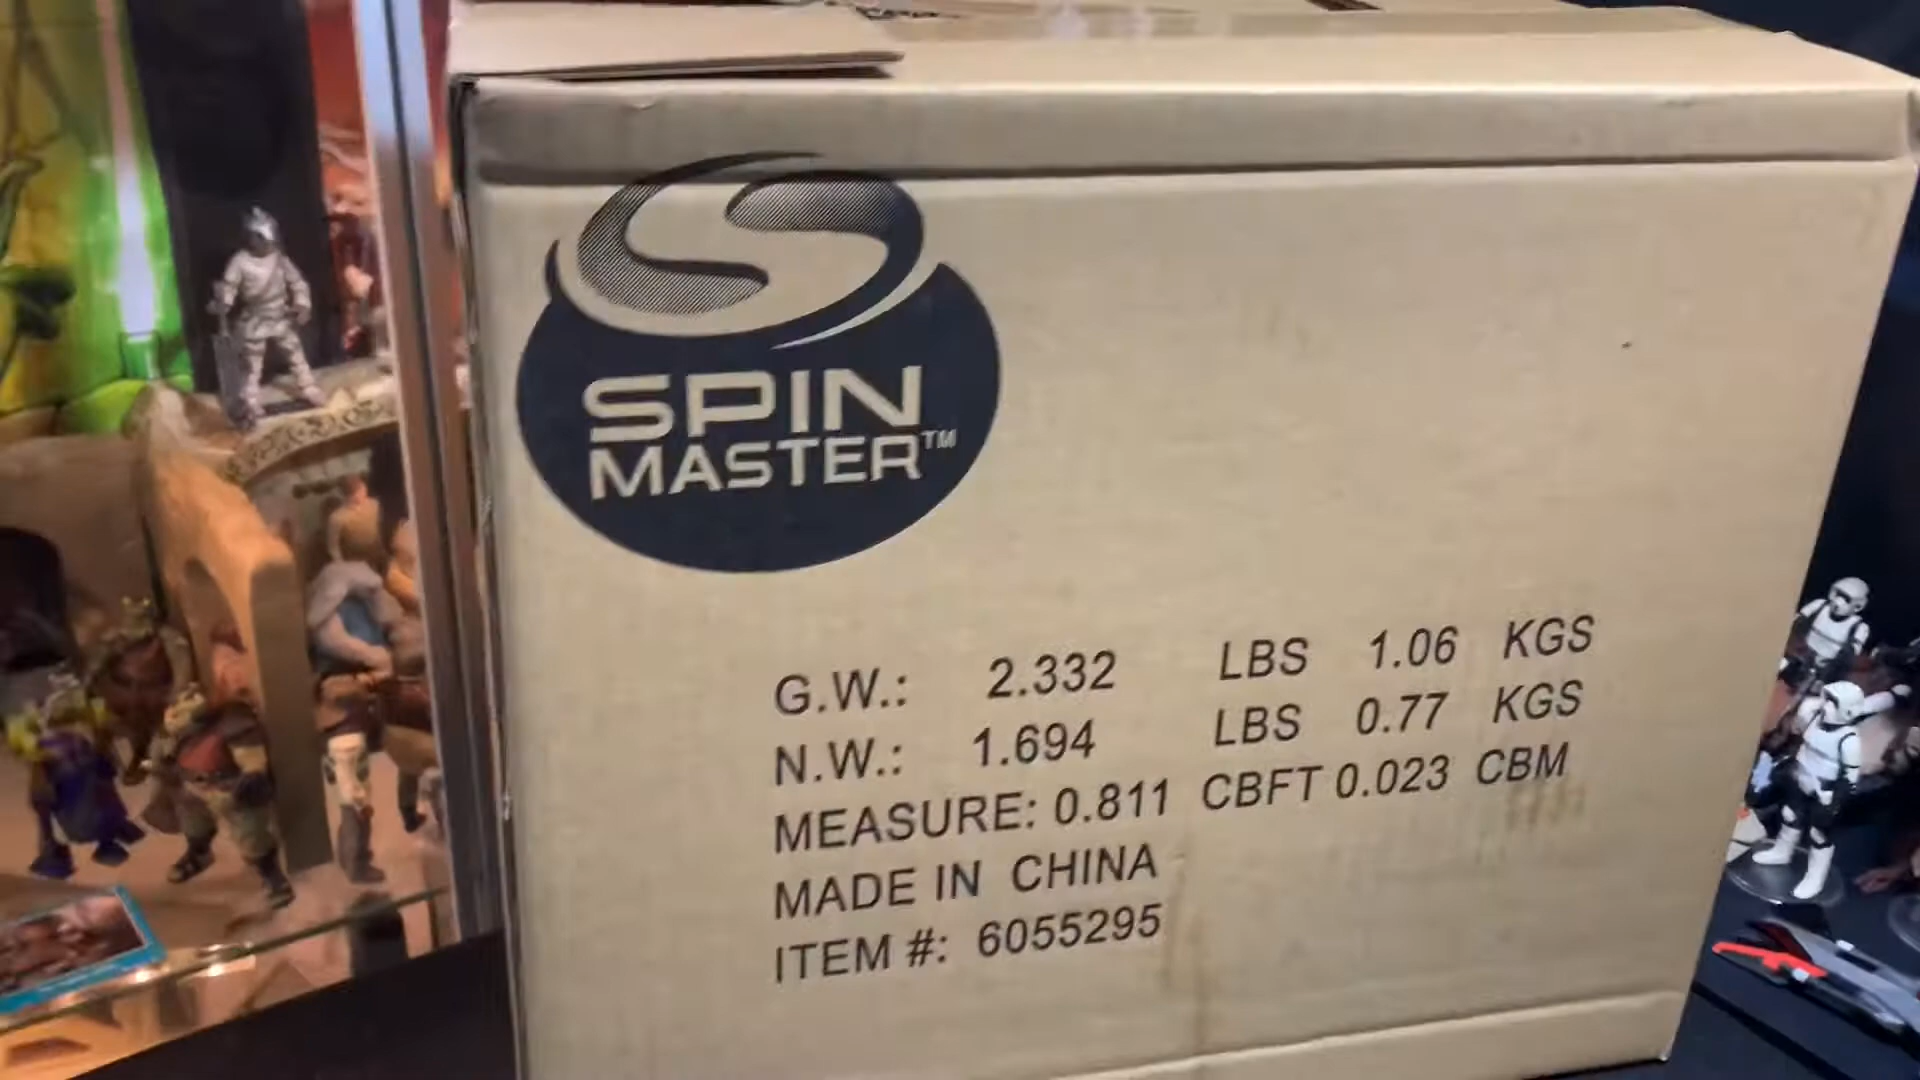 SPIN
MASTER™
G.W.: 2.332 LBS 1.06 KGS
N.W.: 1.694 LBS 0.77 KGS
MEASURE: 0.811 CBFT 0.023 CBM
MADE IN CHINA
ITEM #: 6055295